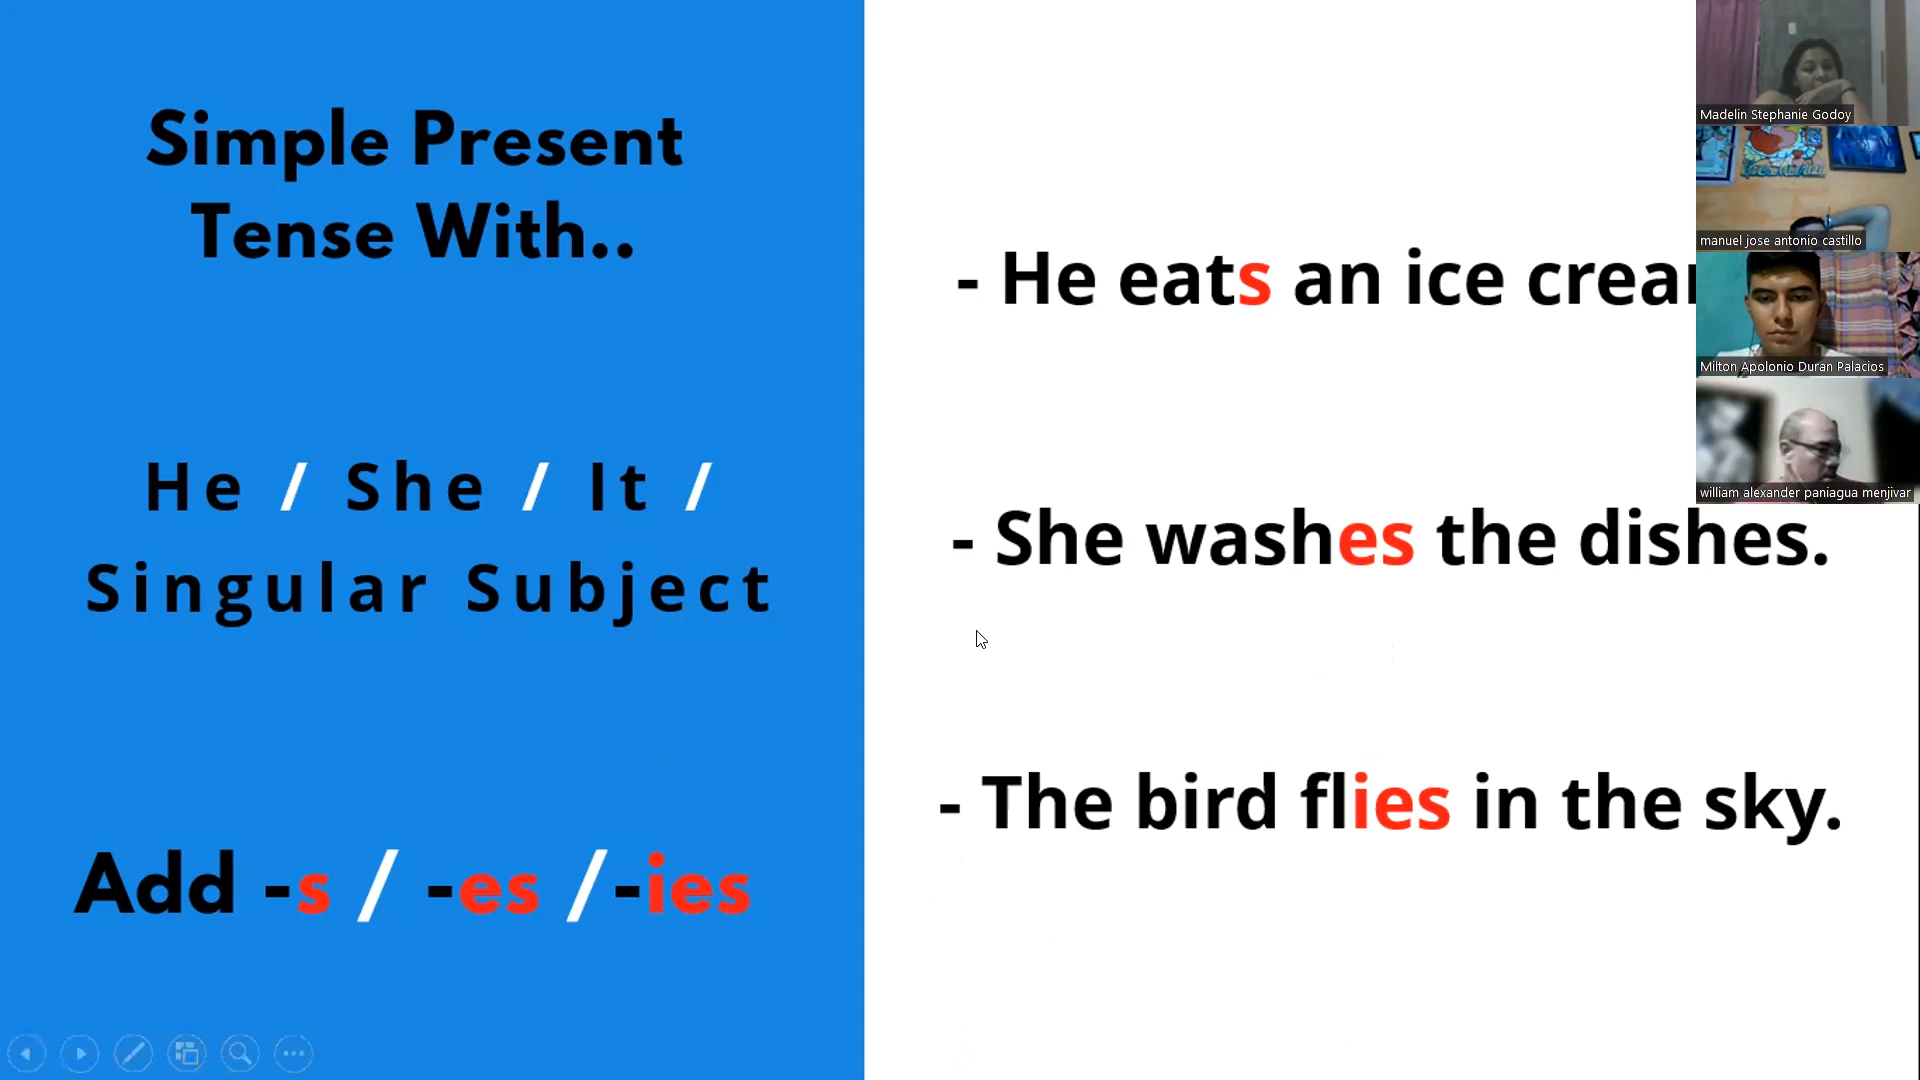 Simple Present
Tense With..
He / She / It /
Singular Subject
Add -s / -es /-ies
- He eats an ice crea
- She washes the dishes.
- The bird flies in the sky.
Madelin Stephanie Godoy
manuel jose antonio castillo
Milton Apolonio Duran Palacios
william alexander paniagua menjivar